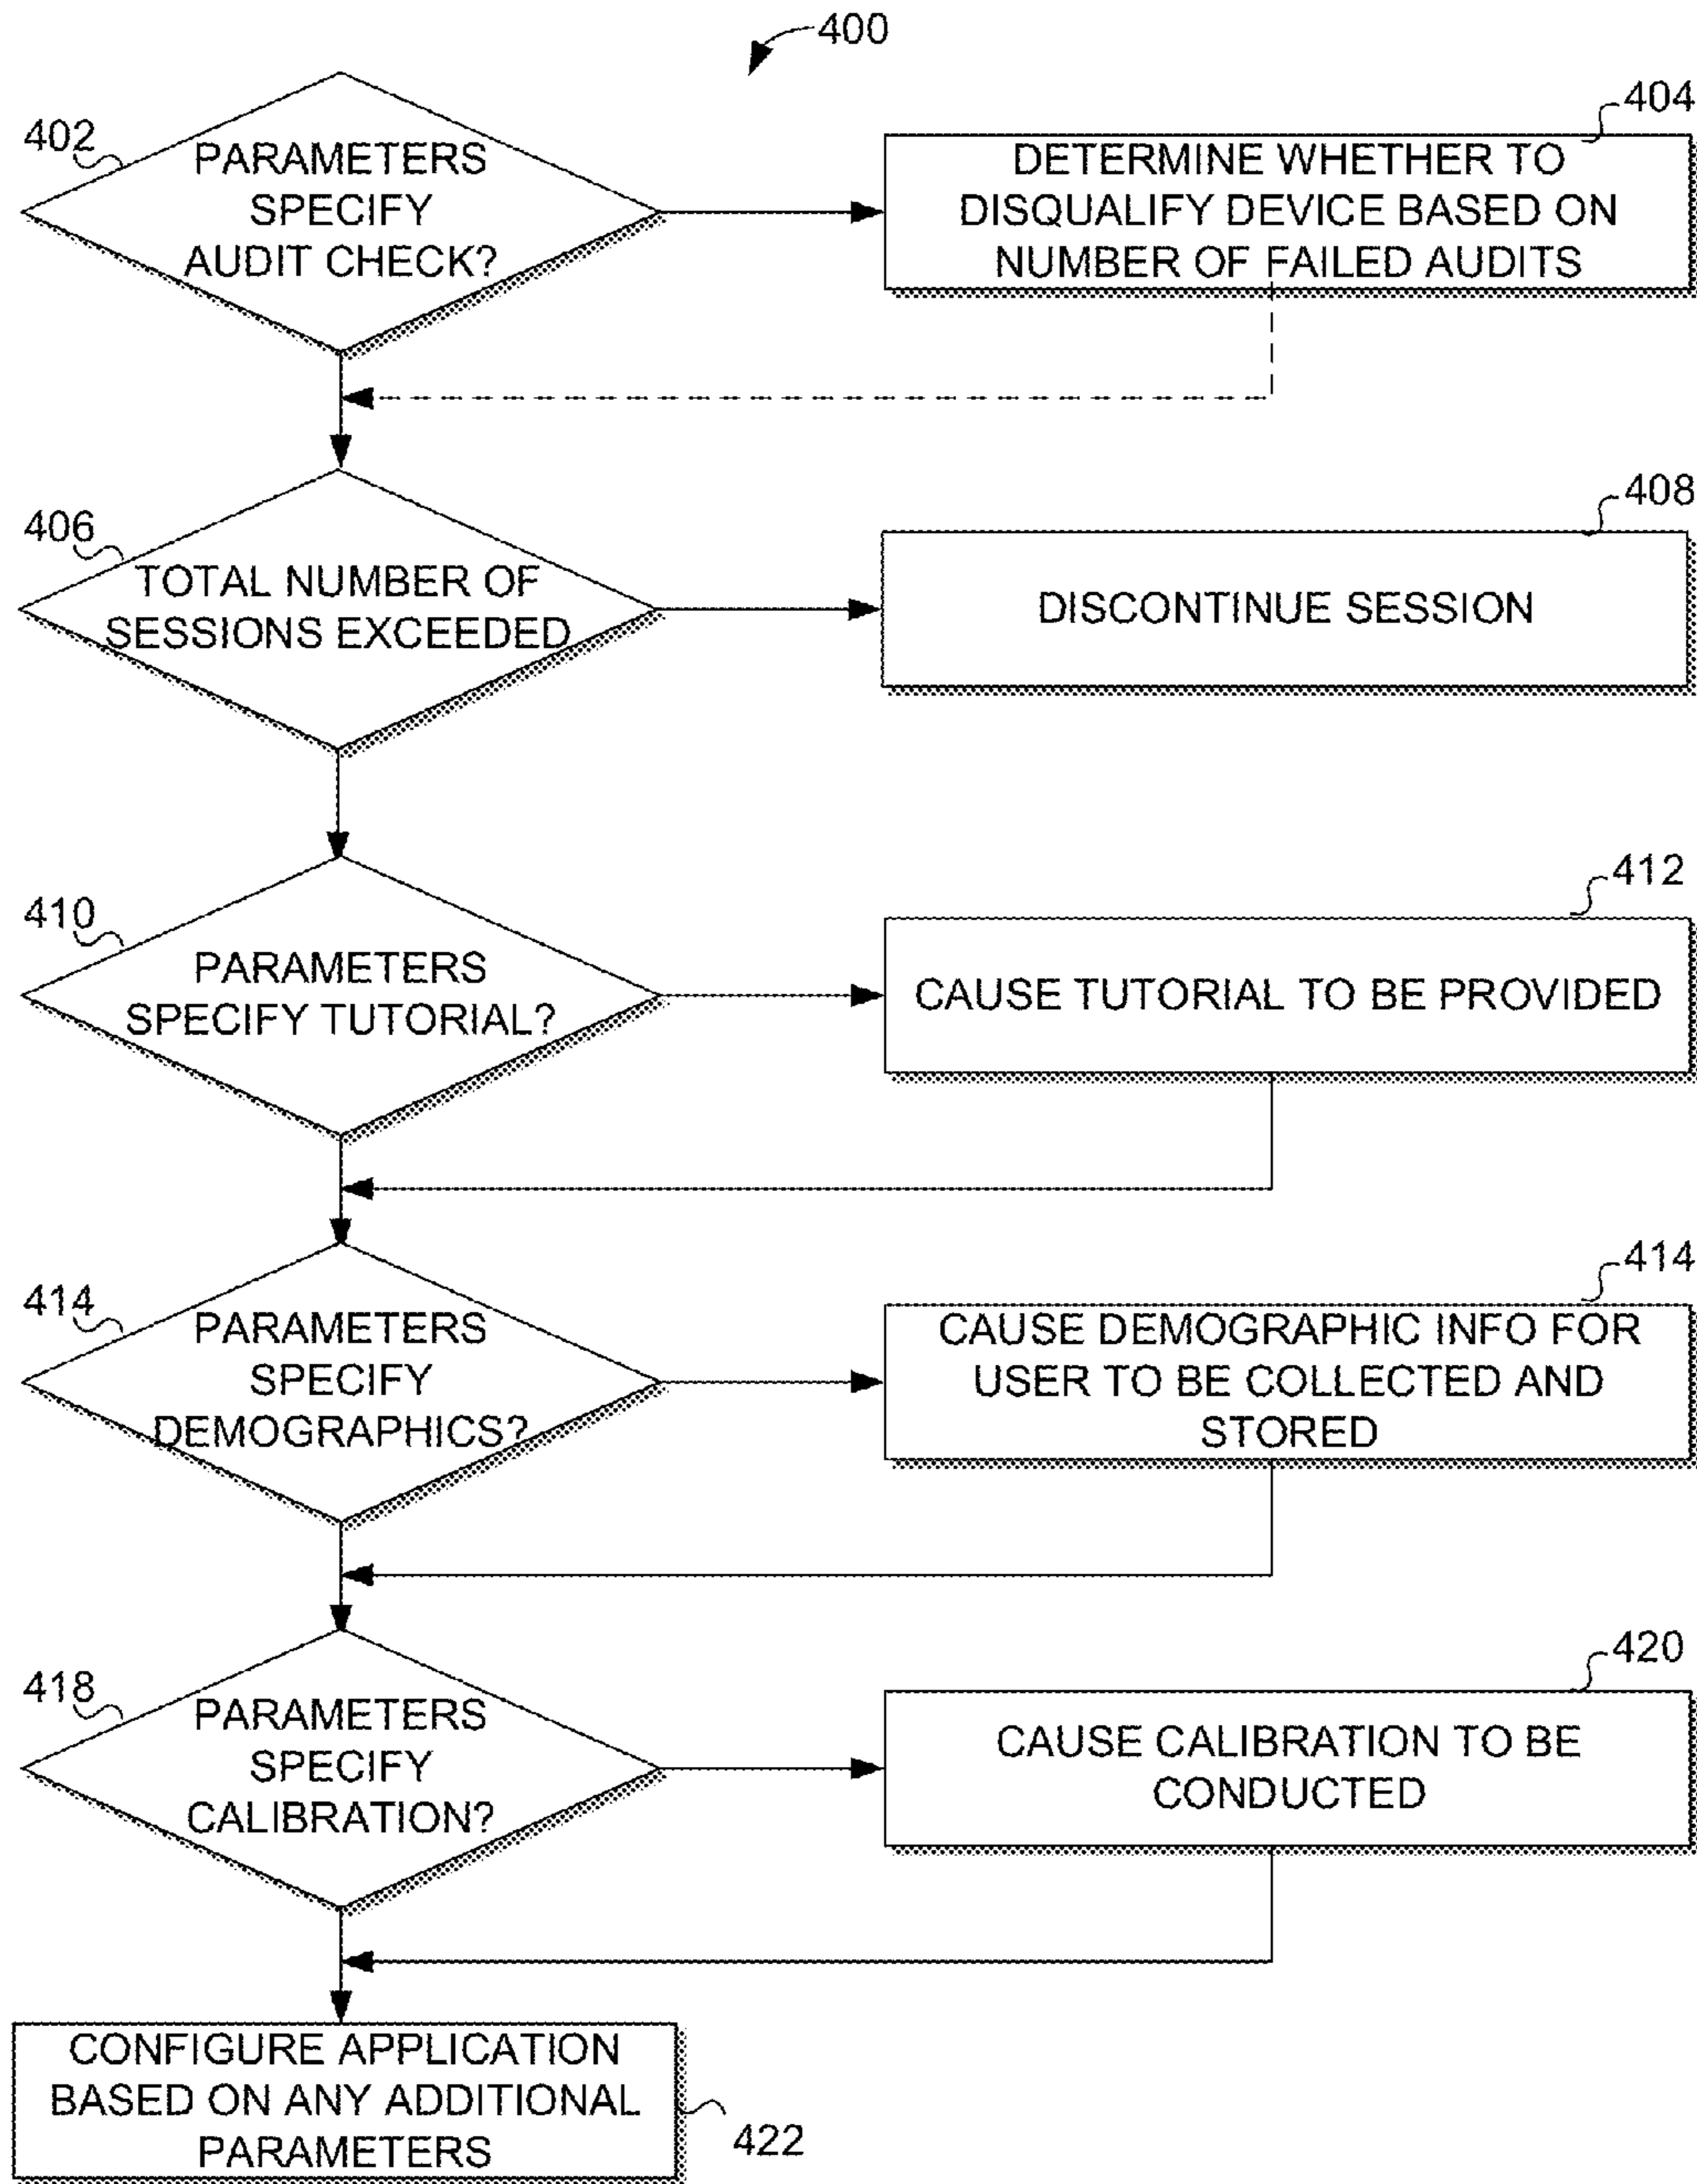 400
402
PARAMETERS
SPECIFY
AUDIT CHECK?
404
DETERMINE WHETHER TO
DISQUALIFY DEVICE BASED ON
NUMBER OF FAILED AUDITS
406
TOTAL NUMBER OF
SESSIONS EXCEEDED
408
DISCONTINUE SESSION
410
PARAMETERS
SPECIFY TUTORIAL?
412
CAUSE TUTORIAL TO BE PROVIDED
414
PARAMETERS
SPECIFY
DEMOGRAPHICS?
414
CAUSE DEMOGRAPHIC INFO FOR
USER TO BE COLLECTED AND
STORED
418
PARAMETERS
SPECIFY
CALIBRATION?
420
CAUSE CALIBRATION TO BE
CONDUCTED
CONFIGURE APPLICATION
BASED ON ANY ADDITIONAL
PARAMETERS
422